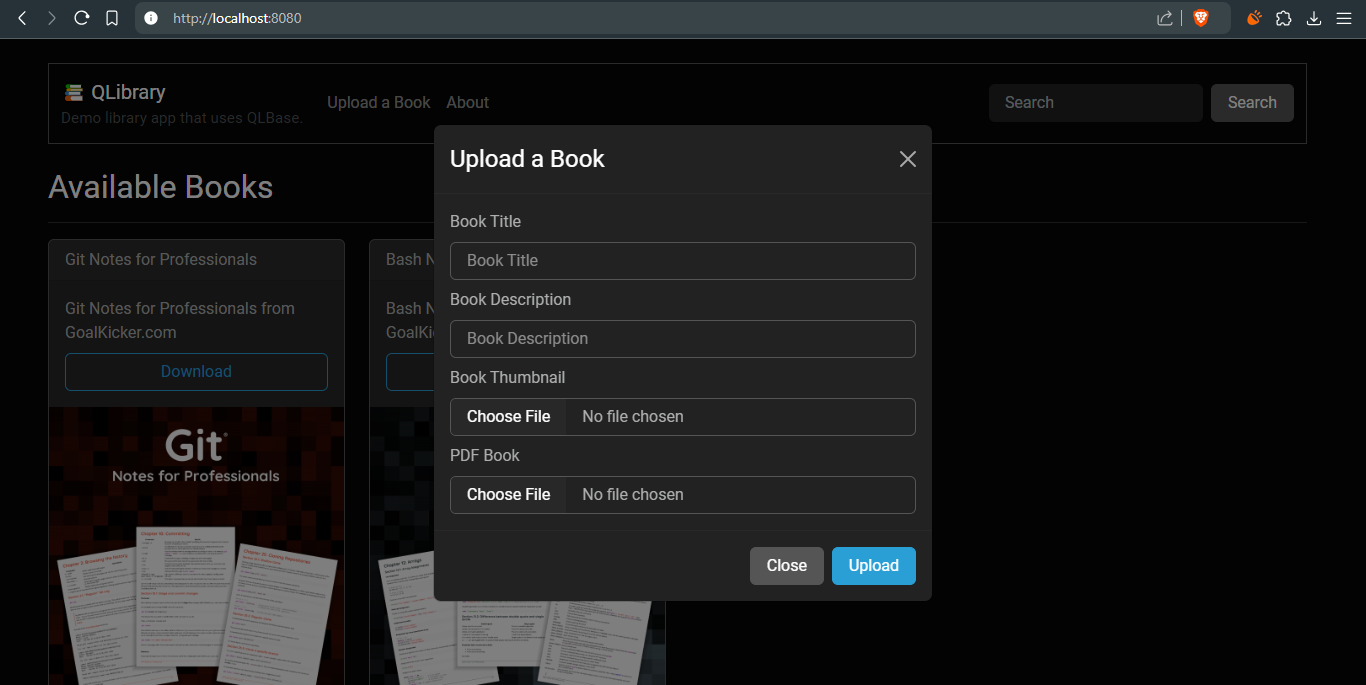 http://localhost:8080
QLibrary
Demo library app that uses QLBase.
Upload a Book
About
Search
Search
Available Books
Git Notes for Professionals
Git Notes for Professionals from
GoalKicker.com
Download
Git
Notes for Professionals
Bash N
Bash N
GoalKi
Upload a Book
Book Title
Book Title
Book Description
Book Description
Book Thumbnail
Choose File
No file chosen
PDF Book
Choose File
No file chosen
Close
Upload